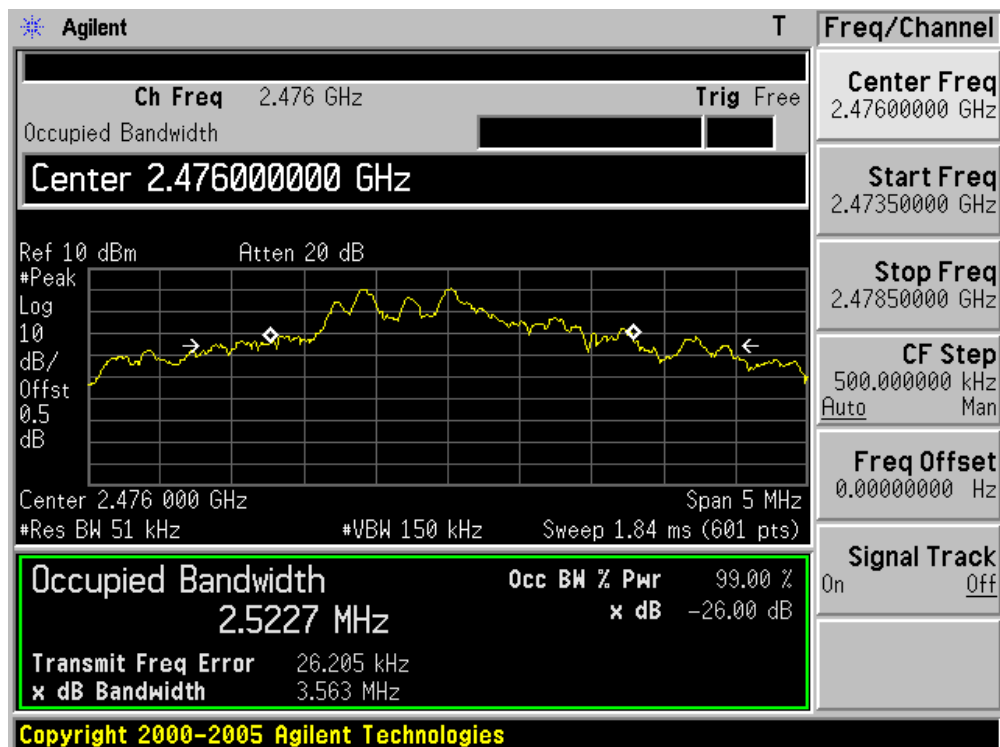 Agilent T
Freq/Channel
Ch Freq 2.476 GHz Trig Free
Occupied Bandwidth
Center 2.476000000 GHz
Ref 10 dBm Atten 20 dB
#Peak
Log
10
dB/
Offst
0.5
dB
Center 2.476 000 GHz Span 5 MHz
#Res BW 51 kHz #VBW 150 kHz Sweep 1.84 ms (601 pts)
Occupied Bandwidth Occ BW % Pwr 99.00 %
2.5227 MHz x dB -26.00 dB
Transmit Freq Error 26.205 kHz
x dB Bandwidth 3.563 MHz
Copyright 2000-2005 Agilent Technologies
Center Freq
2.47600000 GHz
Start Freq
2.47350000 GHz
Stop Freq
2.47850000 GHz
CF Step
500.000000 kHz
Auto Man
Freq Offset
0.00000000 Hz
Signal Track
On Off